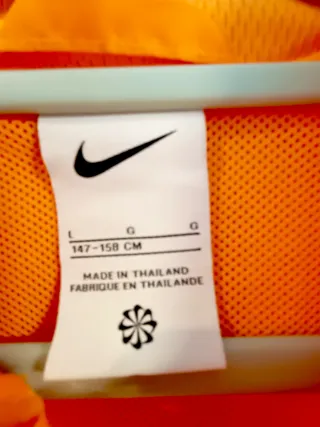 L G G
147-158 CM
MADE IN THAILAND
FABRIQUE EN THAILANDE